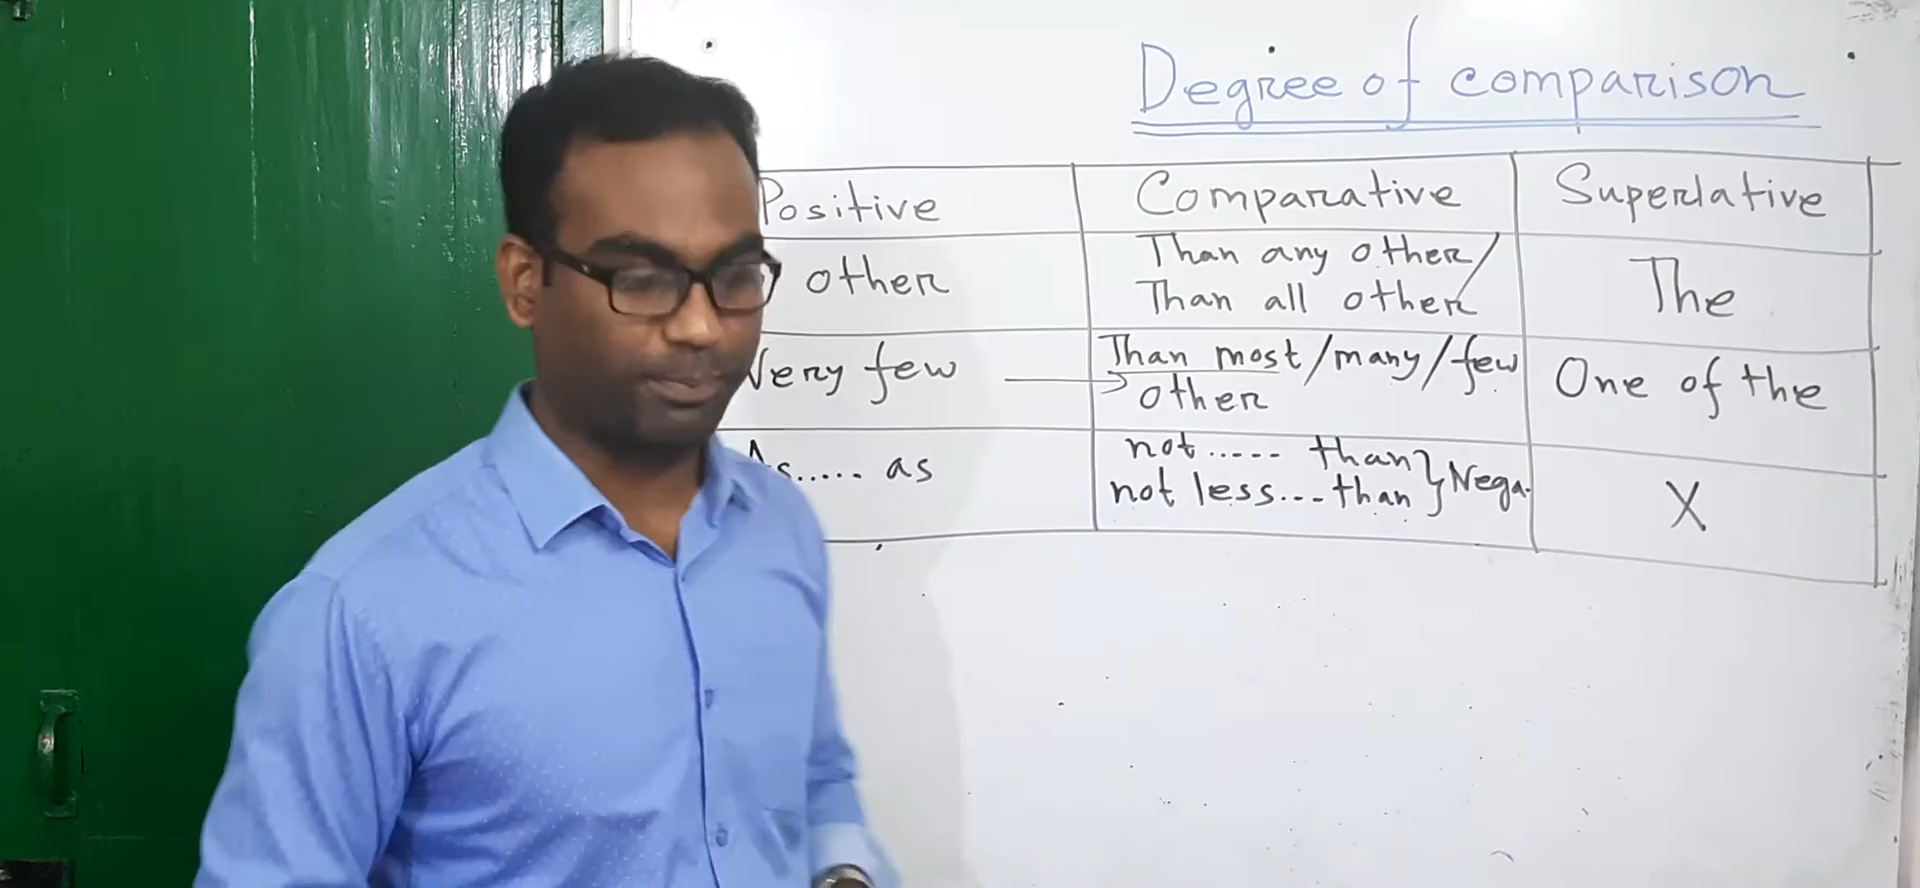 Degree of comparison
Positive Comparative Superlative
other Than any other/ The
Than all other
Very few Than most/many/few One of the
other
As..... as not..... than } Nega. X
not less...than